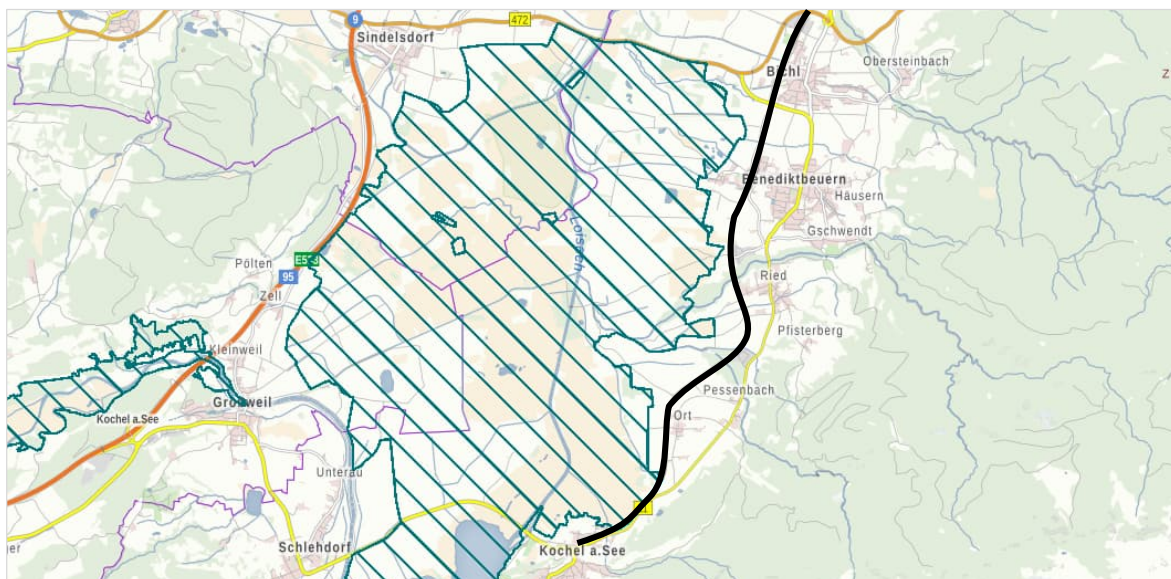 9
472
Sindelsdorf
Bichl
Obersteinbach
Z
Benediktbeuern
Häusern
Gschwendt
Loisach
Pölten
95
Zell
Ried
Pfisterberg
Kleinweil
Pessenbach
Großweil
Kochel a.See
Ort
Unterau
Schlehdorf
Kochel a.See